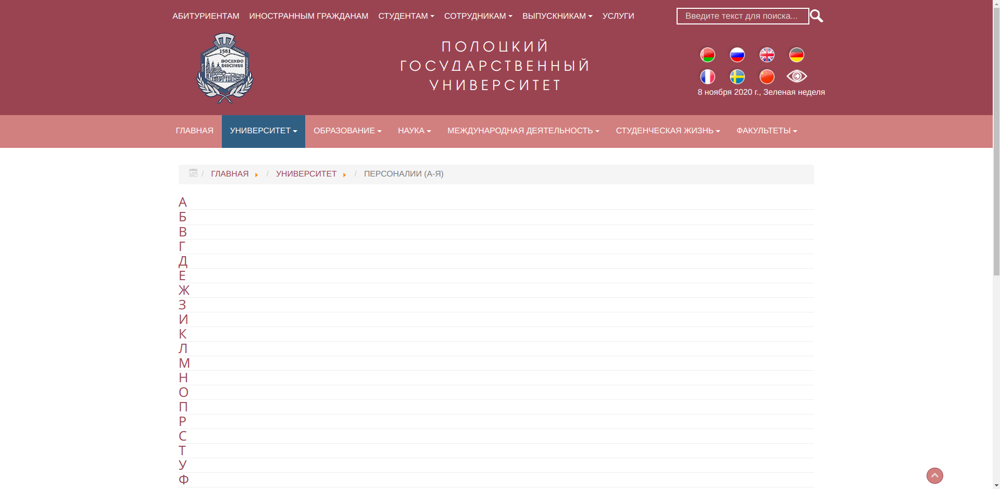 АБИТУРИЕНТАМ ИНОСТРАННЫМ ГРАЖДАНАМ СТУДЕНТАМ СОТРУДНИКАМ ВЫПУСКНИКАМ УСЛУГИ
Введите текст для поиска...
1581
DOCENDO
DISCIMUS
ПОЛОЦКИЙ
ГОСУДАРСТВЕННЫЙ
УНИВЕРСИТЕТ
8 ноября 2020 г., Зеленая неделя
ГЛАВНАЯ УНИВЕРСИТЕТ ОБРАЗОВАНИЕ НАУКА МЕЖДУНАРОДНАЯ ДЕЯТЕЛЬНОСТЬ СТУДЕНЧЕСКАЯ ЖИЗНЬ ФАКУЛЬТЕТЫ
/ ГЛАВНАЯ / УНИВЕРСИТЕТ / ПЕРСОНАЛИИ (А-Я)
А
Б
В
Г
Д
Е
Ж
З
И
К
Л
М
Н
О
П
Р
С
Т
У
Ф